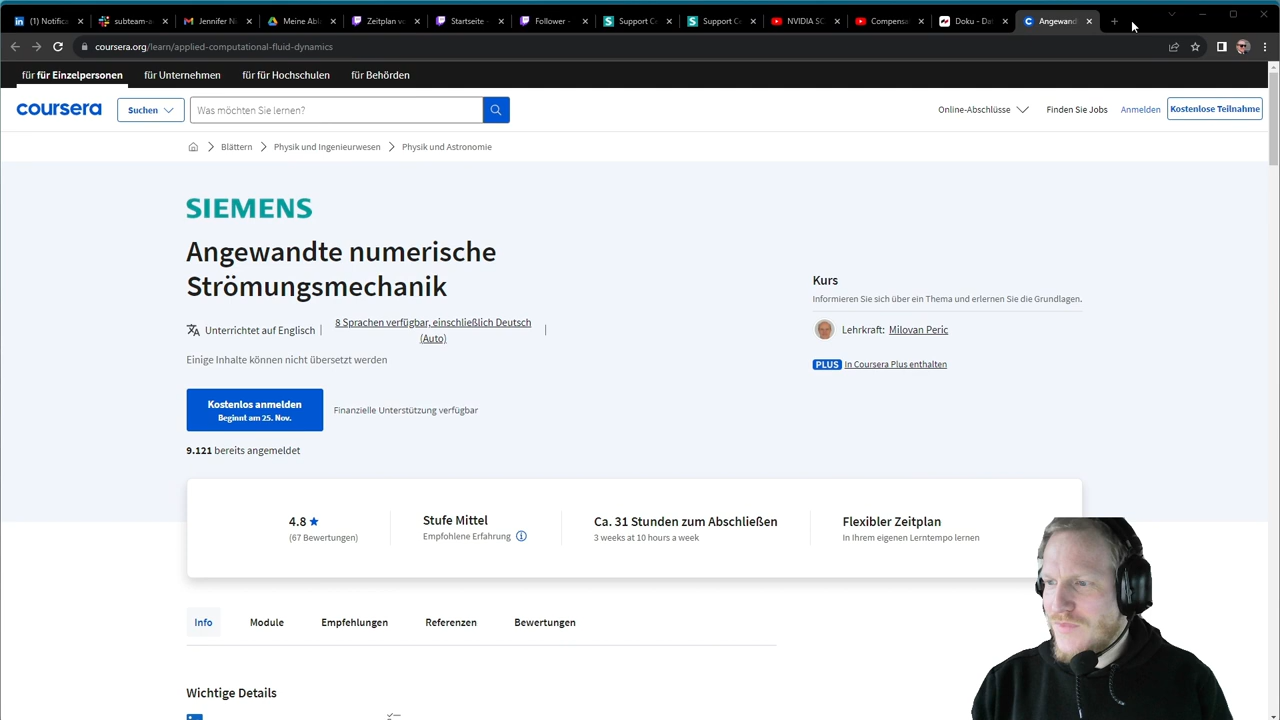 (1) Notifica
subteam-a
Jennifer N
Meine Abl
Zeitplan v
Startseite -
Follower -
Support C
Support C
NVIDIA SC
Compensa
Doku - Da
Angewand
coursera.org/learn/applied-computational-fluid-dynamics
für für Einzelpersonen
für Unternehmen
für für Hochschulen
für Behörden
coursera
Suchen
Was möchten Sie lernen?
Online-Abschlüsse
Finden Sie Jobs
Anmelden
Kostenlose Teilnahme
Blättern
Physik und Ingenieurwesen
Physik und Astronomie
SIEMENS
Angewandte numerische
Strömungsmechanik
Unterrichtet auf Englisch
8 Sprachen verfügbar, einschließlich Deutsch
(Auto)
Einige Inhalte können nicht übersetzt werden
Kostenlos anmelden
Beginnt am 25. Nov.
Finanzielle Unterstützung verfügbar
9.121 bereits angemeldet
Kurs
Informieren Sie sich über ein Thema und erlernen Sie die Grundlagen.
Lehrkraft: Milovan Peric
PLUS In Coursera Plus enthalten
4.8
(67 Bewertungen)
Stufe Mittel
Empfohlene Erfahrung
Ca. 31 Stunden zum Abschließen
3 weeks at 10 hours a week
Flexibler Zeitplan
In Ihrem eigenen Lerntempo lernen
Info
Module
Empfehlungen
Referenzen
Bewertungen
Wichtige Details